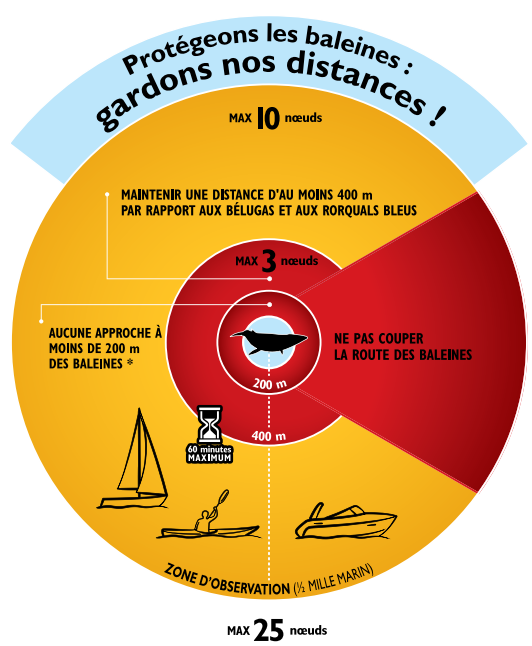 Protégeons les baleines :
gardons nos distances !
MAX 10 nœuds
MAINTENIR UNE DISTANCE D'AU MOINS 400 m
PAR RAPPORT AUX BÉLUGAS ET AUX RORQUALS BLEUS
MAX 3 nœuds
AUCUNE APPROCHE À
MOINS DE 200 m
DES BALEINES *
NE PAS COUPER
LA ROUTE DES BALEINES
200 m
400 m
60 minutes
MAXIMUM
ZONE D'OBSERVATION (½ MILLE MARIN)
MAX 25 nœuds